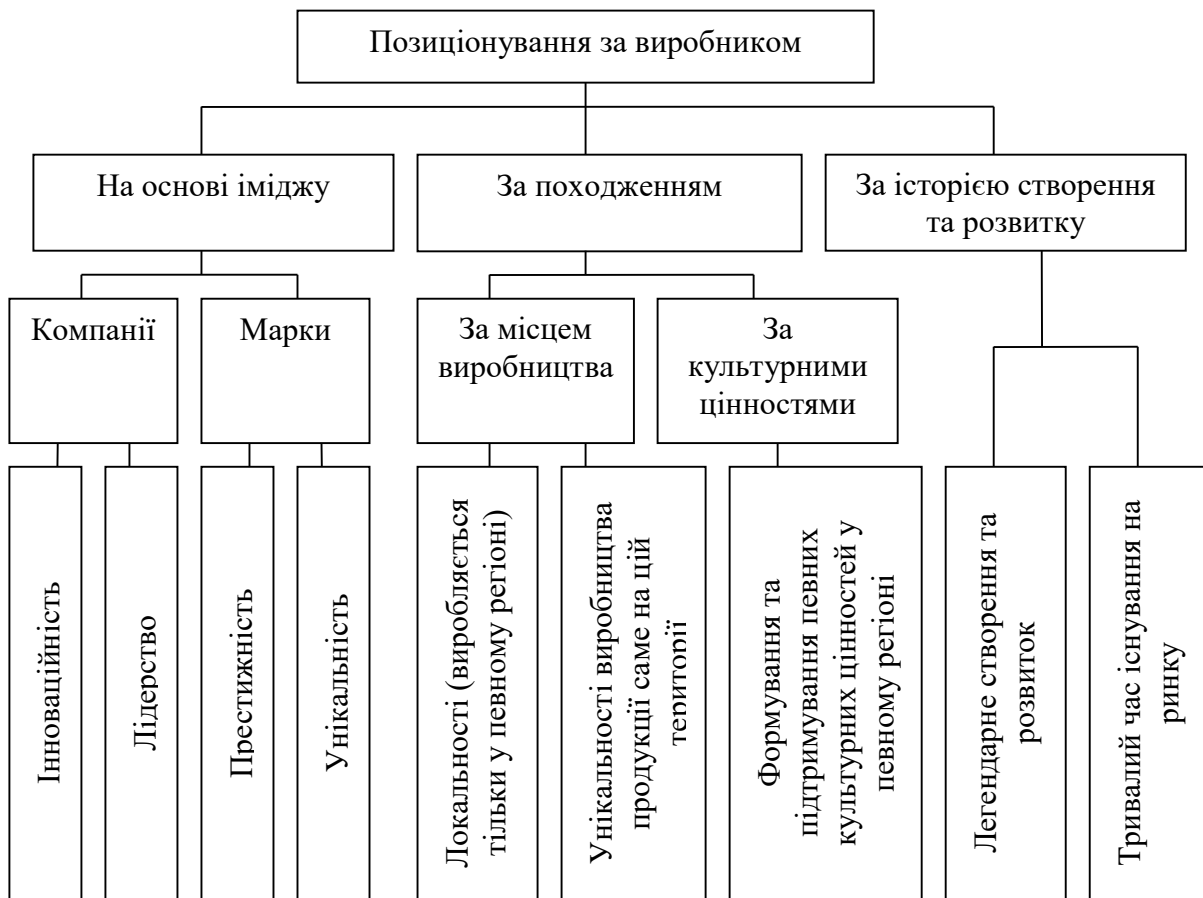 Позиціонування за виробником
На основі іміджу
За походженням
За історією створення
та розвитку
Компанії
Марки
За місцем
виробництва
За
культурними
цінностями
Інноваційність
Лідерство
Престижність
Унікальність
Локальності (виробляється
тільки у певному регіоні)
Унікальності виробництва
продукції саме на цій
території
Формування та
підтримування певних
культурних цінностей у
певному регіоні
Легендарне створення та
розвиток
Тривалий час існування на
ринку